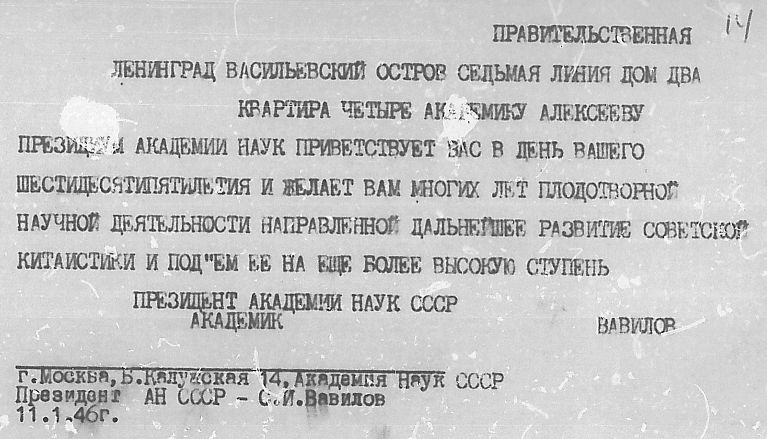 14
ПРАВИТЕЛЬСТВЕННАЯ
ЛЕНИНГРАД ВАСИЛЬЕВСКИЙ ОСТРОВ СЕДЬМАЯ ЛИНИЯ ДОМ ДВА
КВАРТИРА ЧЕТЫРЕ АКАДЕМИКУ АЛЕКСЕЕВУ
ПРЕЗИДИУМ АКАДЕМИИ НАУК ПРИВЕТСТВУЕТ ВАС В ДЕНЬ ВАШЕГО
ШЕСТИДЕСЯТИПЯТИЛЕТИЯ И ЖЕЛАЕТ ВАМ МНОГИХ ЛЕТ ПЛОДОТВОРНОЙ
НАУЧНОЙ ДЕЯТЕЛЬНОСТИ НАПРАВЛЕННОЙ ДАЛЬНЕЙШЕЕ РАЗВИТИЕ СОВЕТСКОЙ
КИТАИСТИКИ И ПОД"ЕМ ЕЕ НА ЕЩЕ БОЛЕЕ ВЫСОКУЮ СТУПЕНЬ
ПРЕЗИДЕНТ АКАДЕМИИ НАУК СССР
АКАДЕМИК ВАВИЛОВ
г.Москва, Б.Калужская 14, Академия Наук СССР
Президент АН СССР - С.И.Вавилов
11.1.46г.